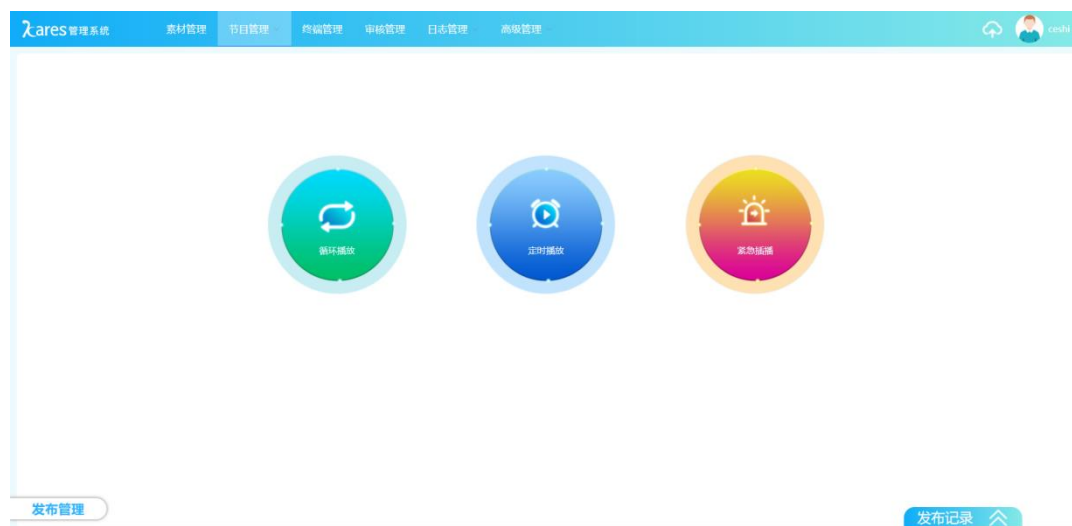 ares管理系统 素材管理 节目管理 终端管理 审核管理 日志管理 高级管理 ceshi
循环播放 定时播放 紧急插播
发布管理 发布记录